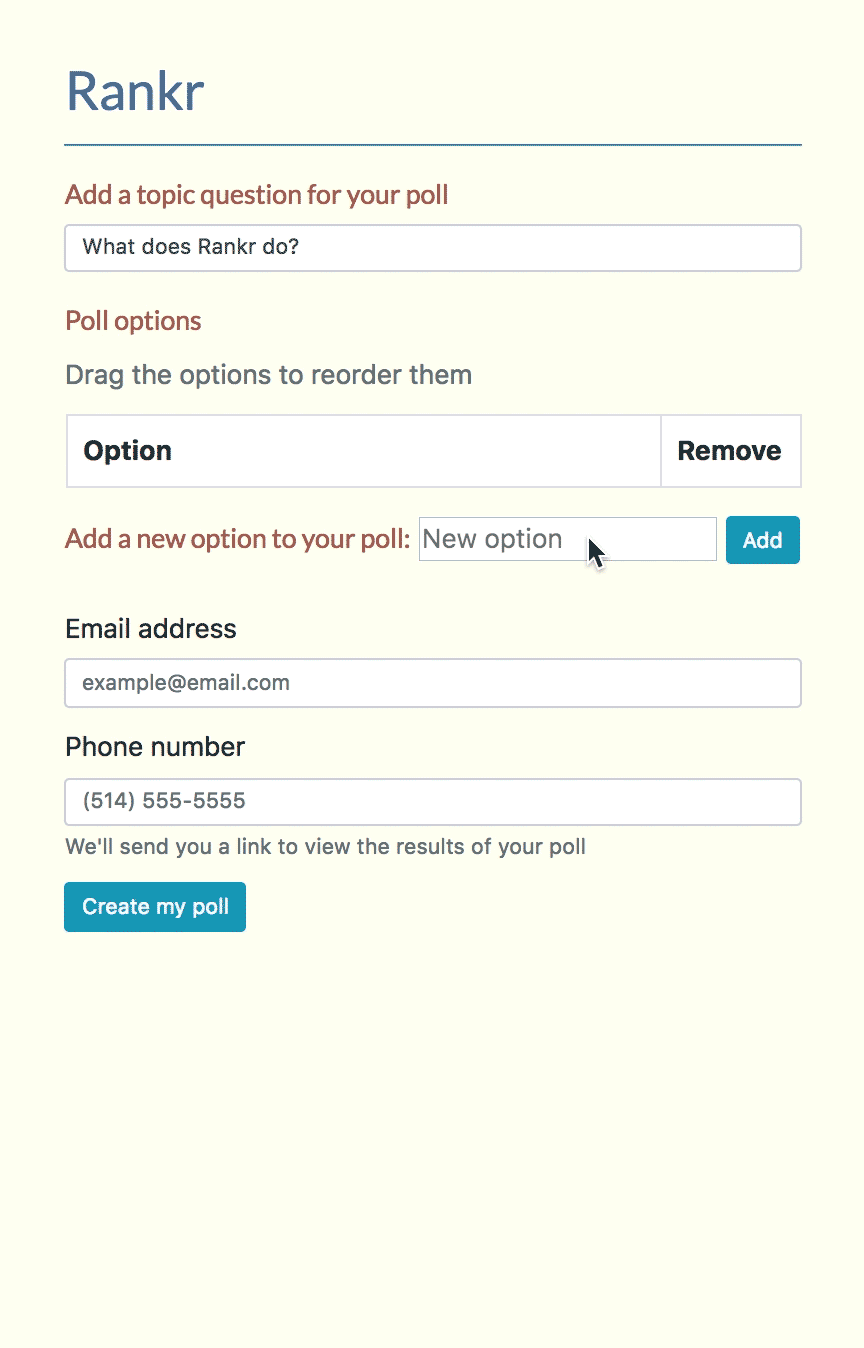 Rankr
Add a topic question for your poll
What does Rankr do?
Poll options
Drag the options to reorder them
Option Remove
Add a new option to your poll: New option Add
Email address
example@email.com
Phone number
(514) 555-5555
We'll send you a link to view the results of your poll
Create my poll